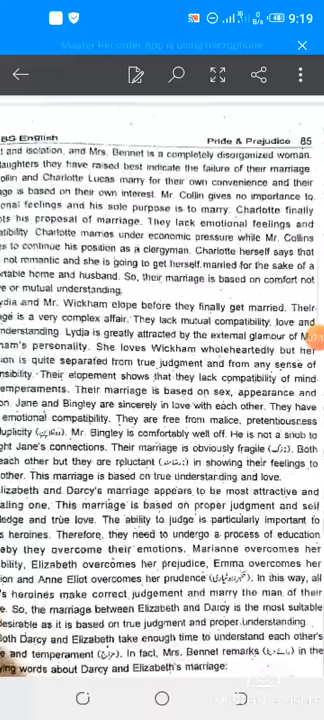 9:19
48
Master Recorder App is using microphone
BG English Pride & Prejudice 85
t and isolation, and Mrs. Bennet is a completely disorganized woman.
aughters they have raised best indicate the failure of their marriage
ollin and Charlotte Lucas marry for their own convenience and their
age is based on their own interest. Mr. Collin gives no importance to
onal feelings and his sole purpose is to marry. Charlotte finally
ots his proposal of marriage. They lack emotional feelings and
atibility Charlotte marries under economic pressure while Mr. Collins
es to continue his position as a clergyman. Charlotte herself says that
not romantic and she is going to get herself married for the sake of a
ortable home and husband. So, their marriage is based on comfort not
e or mutual understanding.
ydia and Mr. Wickham elope before they finally get married. Their
age is a very complex affair. They lack mutual compatibility, love and
nderstanding. Lydia is greatly attracted by the external glamour of M
ham's personality. She loves Wickham wholeheartedly but her
ion is quite separated from true judgment and from any sense of
nsibility. Their elopement shows that they lack compatibility of mind
emperaments. Their marriage is based on sex, appearance and
on. Jane and Bingley are sincerely in love with each other. They have
emotional compatibility. They are free from malice, pretentiousness
uplicity Mr. Bingley is comfortably well off. He is not a snob to
ght Jane's connections. Their marriage is obviously fragile (نازک). Both
each other but they are reluctant in showing their feelings to
other. This marriage is based on true understanding and love.
lizabeth and Darcy's marriage appears to be most attractive and
aling one. This marriage is based on proper judgment and self
ledge and true love. The ability to judge is particularly important to
s heroines. Therefore, they need to undergo a process of education
eby they overcome their emotions. Marianne overcomes her
bility, Elizabeth overcomes her prejudice, Emma overcomes her
ion and Anne Eliot overcomes her prudence. In this way, all
's heroines make correct judgement and marry the man of their
e. So, the marriage between Elizabeth and Darcy is the most suitable
desirable as it is based on true judgment and proper understanding.
Both Darcy and Elizabeth take enough time to understand each other's
e and temperament (مزاج). In fact, Mrs. Bennet remarks in the
ying words about Darcy and Elizabeth's marriage: